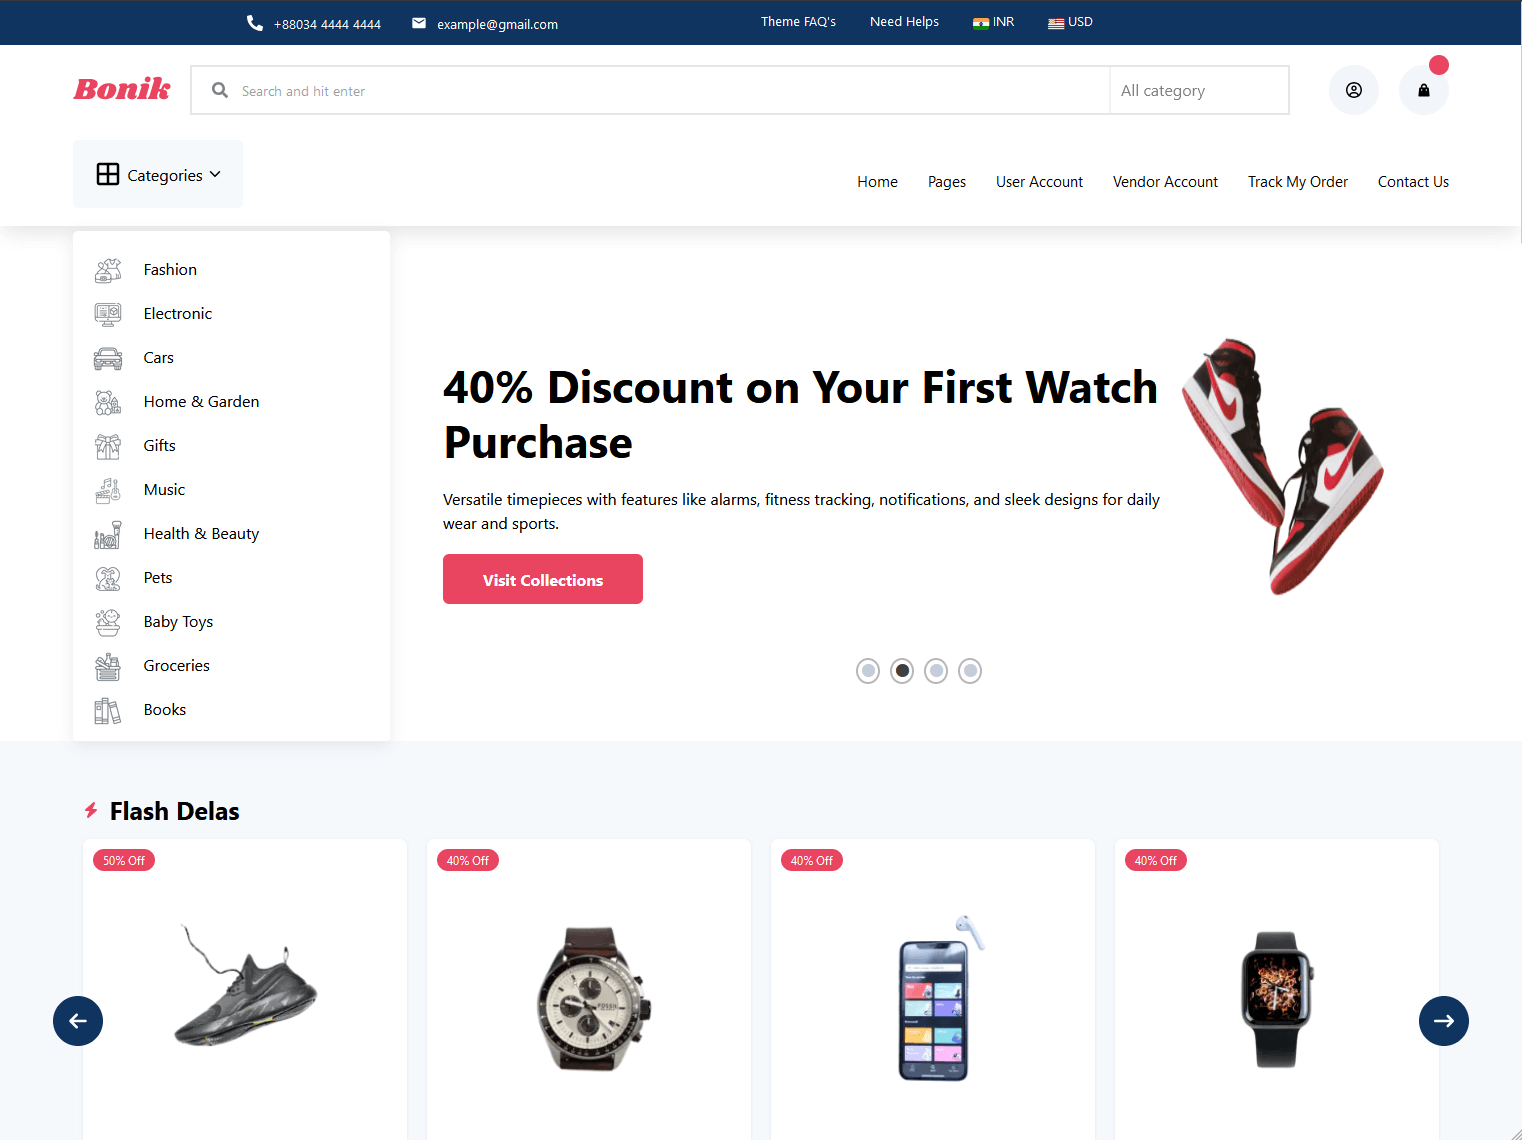 +88034 4444 4444 example@gmail.com Theme FAQ's Need Helps INR USD
Bonik Search and hit enter All category
Categories Home Pages User Account Vendor Account Track My Order Contact Us
Fashion
Electronic
Cars
Home & Garden
Gifts
Music
Health & Beauty
Pets
Baby Toys
Groceries
Books
40% Discount on Your First Watch
Purchase
Versatile timepieces with features like alarms, fitness tracking, notifications, and sleek designs for daily
wear and sports.
Visit Collections
Flash Delas
50% Off 40% Off 40% Off 40% Off
FOSSIL